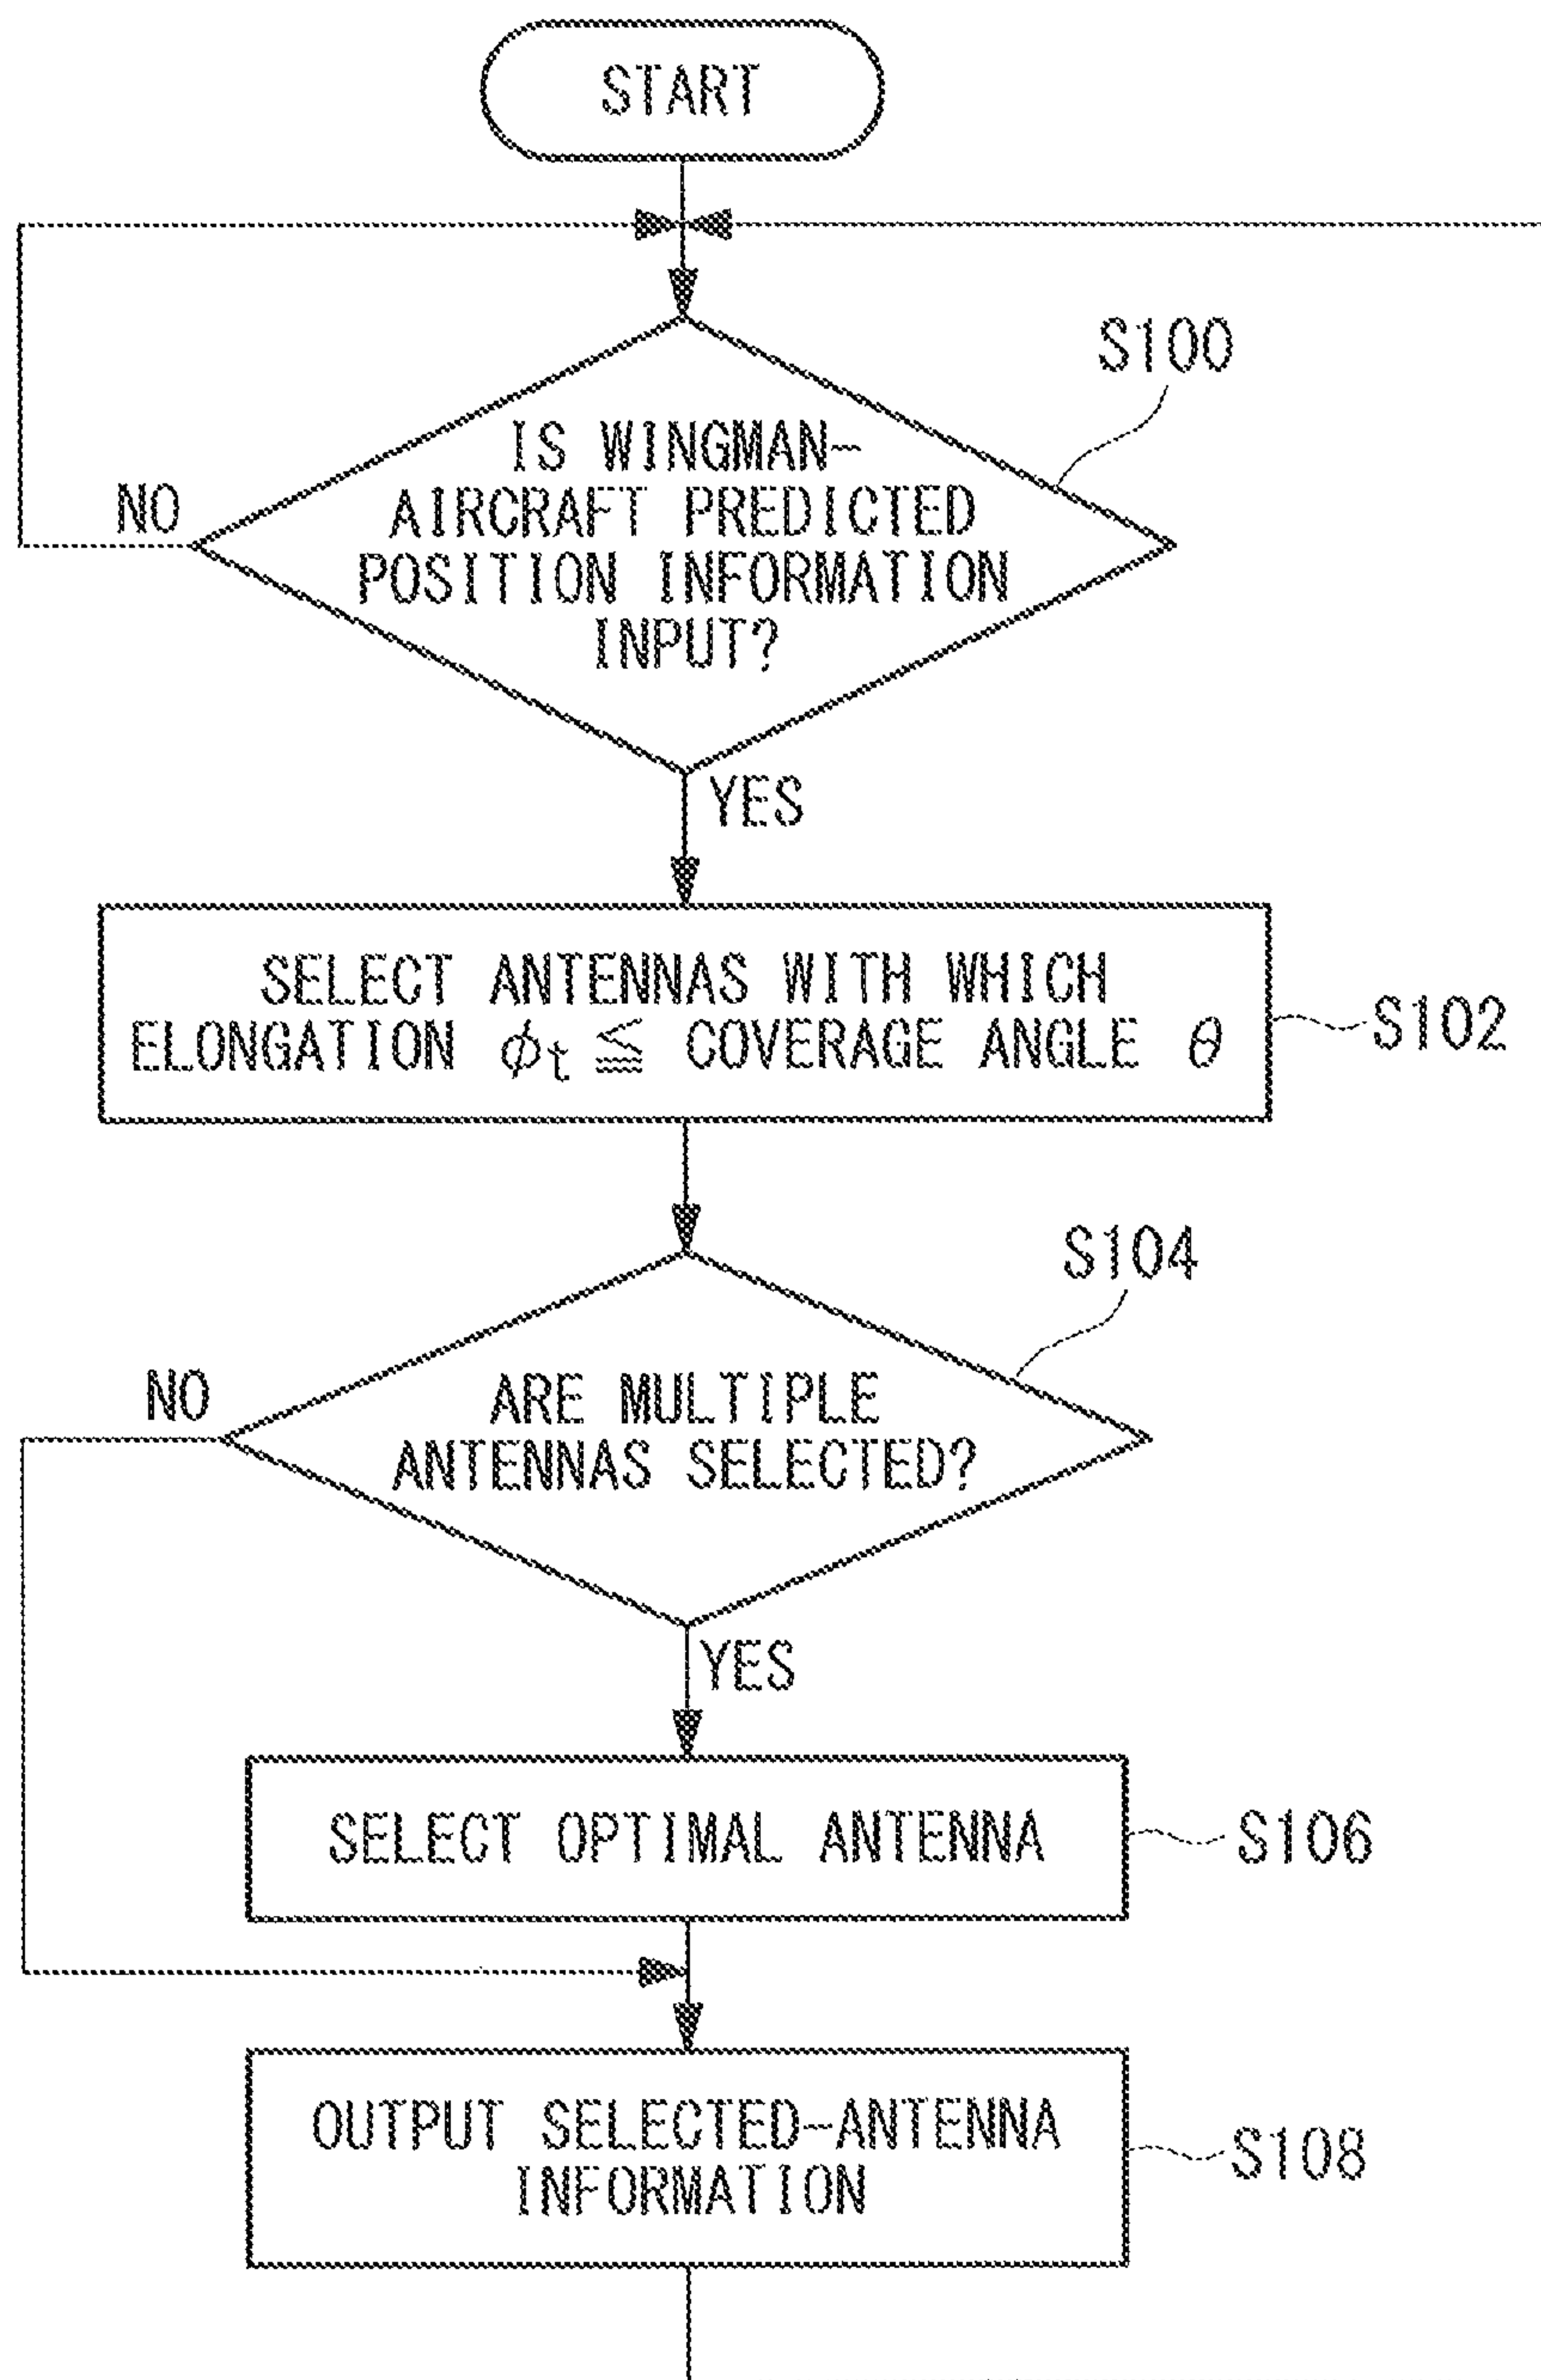 START
S100
IS WINGMAN-
AIRCRAFT PREDICTED
POSITION INFORMATION
INPUT?
NO
YES
SELECT ANTENNAS WITH WHICH
ELONGATION ϕt ≦ COVERAGE ANGLE θ
S102
S104
NO
ARE MULTIPLE
ANTENNAS SELECTED?
YES
SELECT OPTIMAL ANTENNA
S106
OUTPUT SELECTED-ANTENNA
INFORMATION
S108